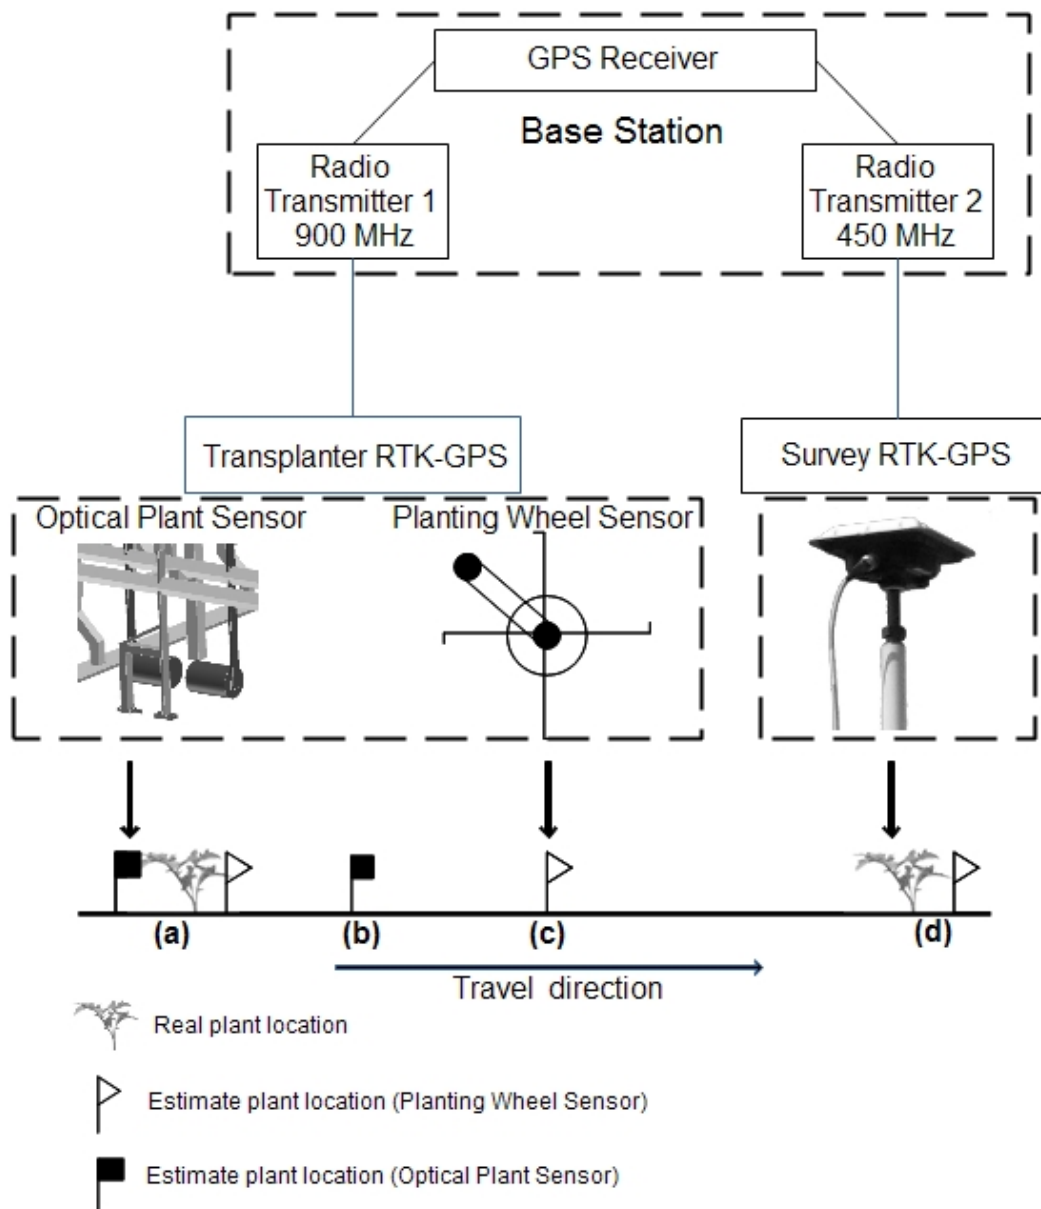 GPS Receiver
Base Station
Radio
Transmitter 1
900 MHz
Radio
Transmitter 2
450 MHz
Transplanter RTK-GPS
Survey RTK-GPS
Optical Plant Sensor
Planting Wheel Sensor
(a)
(b)
(c)
(d)
Travel direction
Real plant location
Estimate plant location (Planting Wheel Sensor)
Estimate plant location (Optical Plant Sensor)